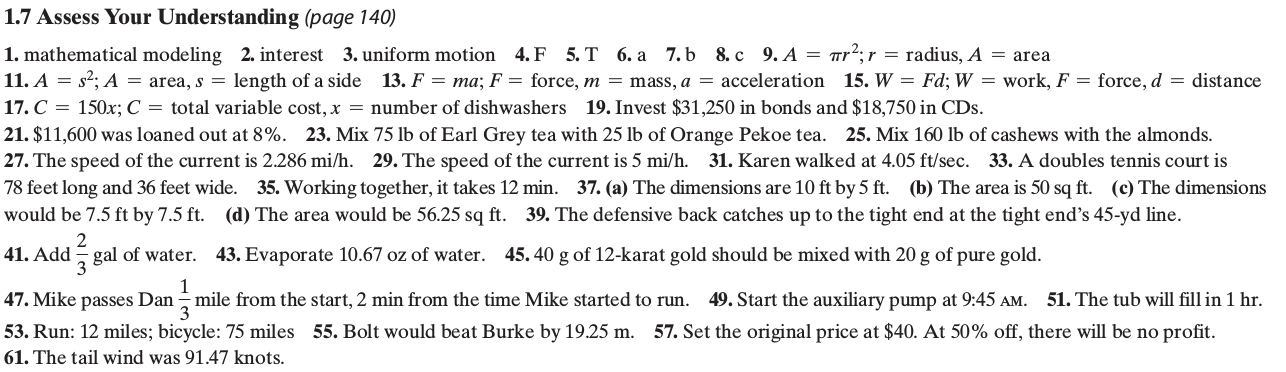 1.7 Assess Your Understanding (page 140)
1. mathematical modeling 2. interest 3. uniform motion 4. F 5. T 6. a 7. b 8. c 9. A = πr²; r = radius, A = area
11. A = s²; A = area, s = length of a side 13. F = ma; F = force, m = mass, a = acceleration 15. W = Fd; W = work, F = force, d = distance
17. C = 150x; C = total variable cost, x = number of dishwashers 19. Invest $31,250 in bonds and $18,750 in CDs.
21. $11,600 was loaned out at 8%. 23. Mix 75 lb of Earl Grey tea with 25 lb of Orange Pekoe tea. 25. Mix 160 lb of cashews with the almonds.
27. The speed of the current is 2.286 mi/h. 29. The speed of the current is 5 mi/h. 31. Karen walked at 4.05 ft/sec. 33. A doubles tennis court is
78 feet long and 36 feet wide. 35. Working together, it takes 12 min. 37. (a) The dimensions are 10 ft by 5 ft. (b) The area is 50 sq ft. (c) The dimensions
would be 7.5 ft by 7.5 ft. (d) The area would be 56.25 sq ft. 39. The defensive back catches up to the tight end at the tight end's 45-yd line.
41. Add 2/3 gal of water. 43. Evaporate 10.67 oz of water. 45. 40 g of 12-karat gold should be mixed with 20 g of pure gold.
47. Mike passes Dan 1/3 mile from the start, 2 min from the time Mike started to run. 49. Start the auxiliary pump at 9:45 AM. 51. The tub will fill in 1 hr.
53. Run: 12 miles; bicycle: 75 miles 55. Bolt would beat Burke by 19.25 m. 57. Set the original price at $40. At 50% off, there will be no profit.
61. The tail wind was 91.47 knots.